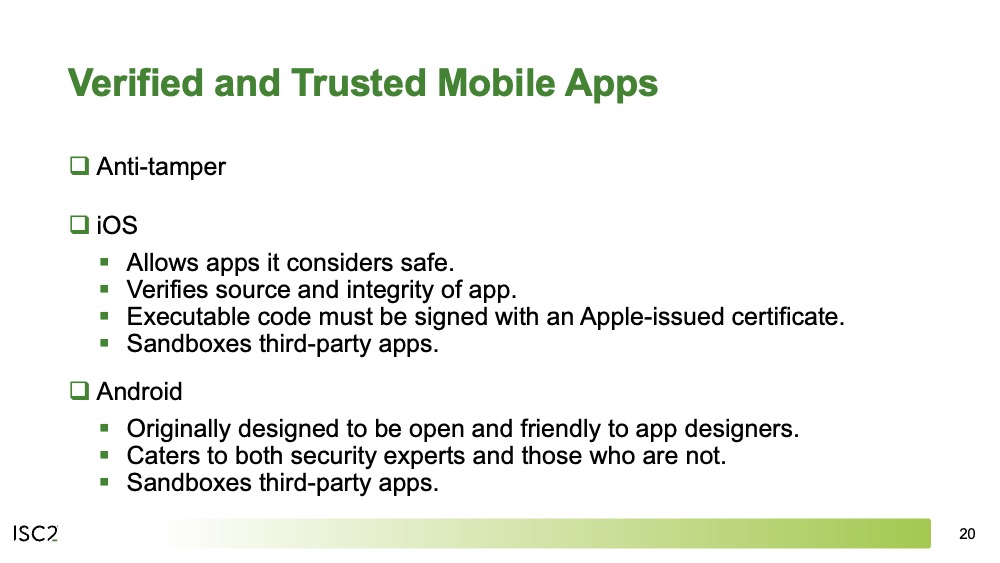 Verified and Trusted Mobile Apps
Anti-tamper
iOS
Allows apps it considers safe.
Verifies source and integrity of app.
Executable code must be signed with an Apple-issued certificate.
Sandboxes third-party apps.
Android
Originally designed to be open and friendly to app designers.
Caters to both security experts and those who are not.
Sandboxes third-party apps.
ISC2
20